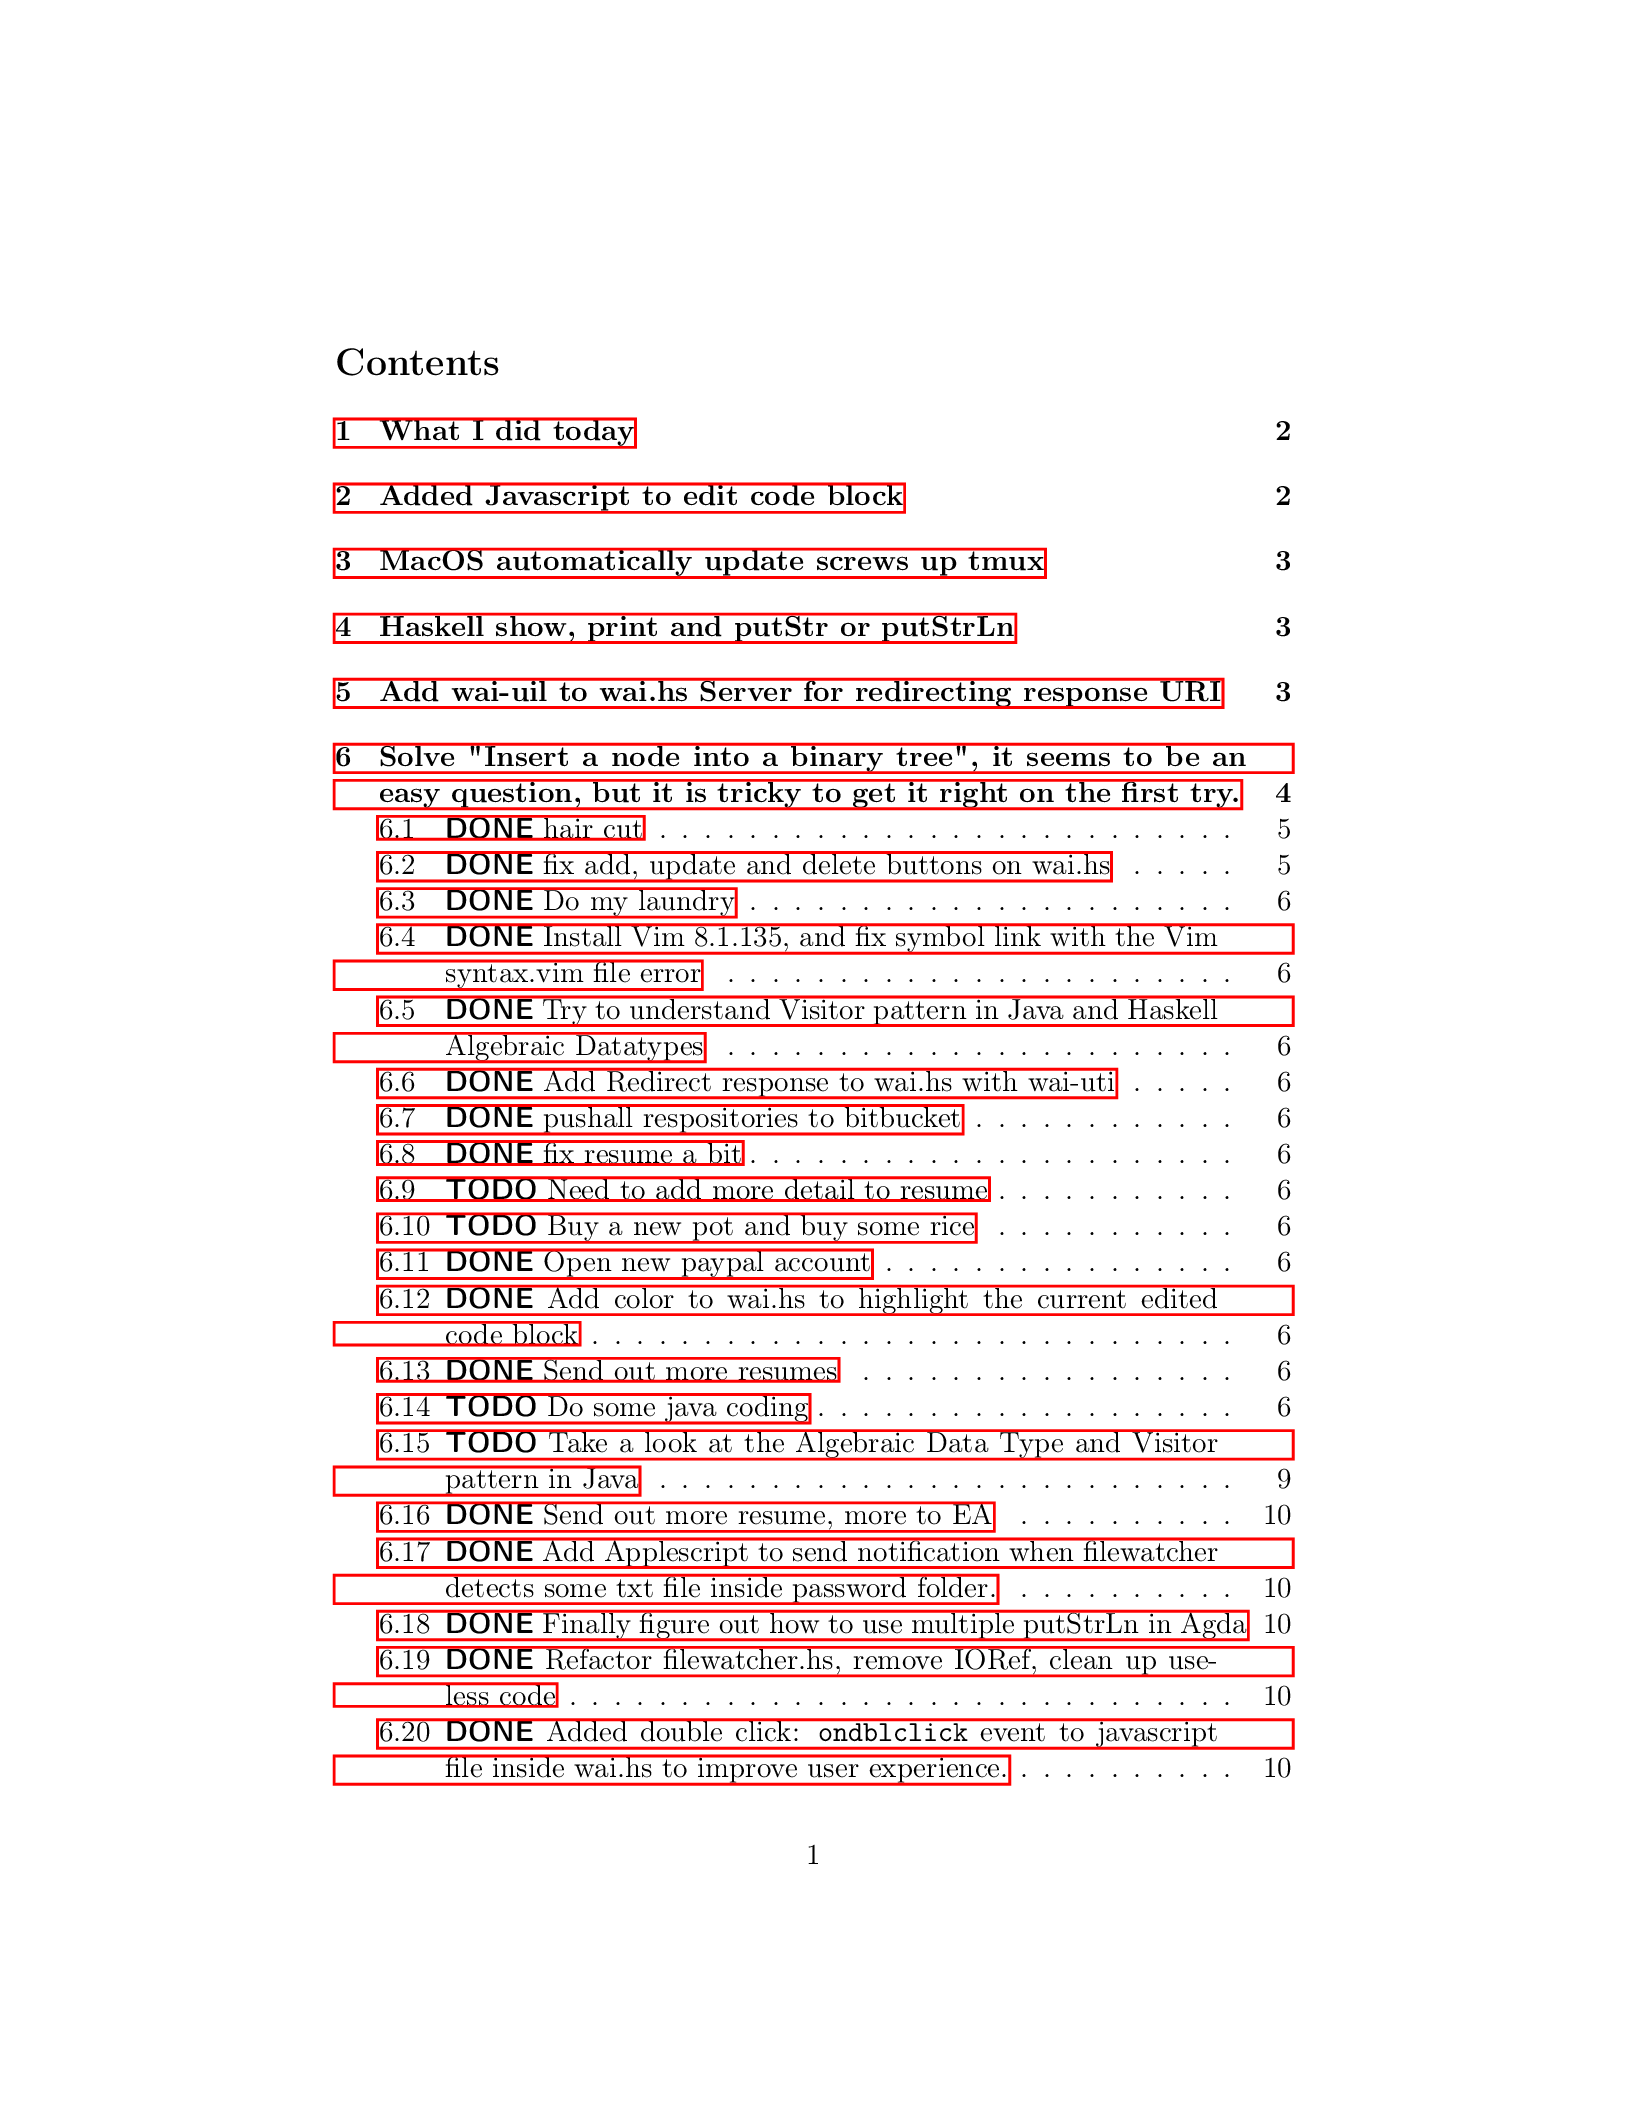 Contents
1 What I did today 2
2 Added Javascript to edit code block 2
3 MacOS automatically update screws up tmux 3
4 Haskell show, print and putStr or putStrLn 3
5 Add wai-uil to wai.hs Server for redirecting response URI 3
6 Solve "Insert a node into a binary tree", it seems to be an
easy question, but it is tricky to get it right on the first try. 4
6.1 DONE hair cut . . . . . . . . . . . . . . . . . . . . . . . . . . 5
6.2 DONE fix add, update and delete buttons on wai.hs . . . . . 5
6.3 DONE Do my laundry . . . . . . . . . . . . . . . . . . . . . . 6
6.4 DONE Install Vim 8.1.135, and fix symbol link with the Vim
syntax.vim file error . . . . . . . . . . . . . . . . . . . . . . . 6
6.5 DONE Try to understand Visitor pattern in Java and Haskell
Algebraic Datatypes . . . . . . . . . . . . . . . . . . . . . . . 6
6.6 DONE Add Redirect response to wai.hs with wai-uti . . . . . 6
6.7 DONE pushall respositories to bitbucket . . . . . . . . . . . . 6
6.8 DONE fix resume a bit . . . . . . . . . . . . . . . . . . . . . . 6
6.9 TODO Need to add more detail to resume . . . . . . . . . . . 6
6.10 TODO Buy a new pot and buy some rice . . . . . . . . . . . 6
6.11 DONE Open new paypal account . . . . . . . . . . . . . . . . 6
6.12 DONE Add color to wai.hs to highlight the current edited
code block . . . . . . . . . . . . . . . . . . . . . . . . . . . . . 6
6.13 DONE Send out more resumes . . . . . . . . . . . . . . . . . 6
6.14 TODO Do some java coding . . . . . . . . . . . . . . . . . . . 6
6.15 TODO Take a look at the Algebraic Data Type and Visitor
pattern in Java . . . . . . . . . . . . . . . . . . . . . . . . . . 9
6.16 DONE Send out more resume, more to EA . . . . . . . . . . 10
6.17 DONE Add Applescript to send notification when filewatcher
detects some txt file inside password folder. . . . . . . . . . . 10
6.18 DONE Finally figure out how to use multiple putStrLn in Agda 10
6.19 DONE Refactor filewatcher.hs, remove IORef, clean up use-
less code . . . . . . . . . . . . . . . . . . . . . . . . . . . . . . 10
6.20 DONE Added double click: ondblclick event to javascript
file inside wai.hs to improve user experience. . . . . . . . . . . 10
1